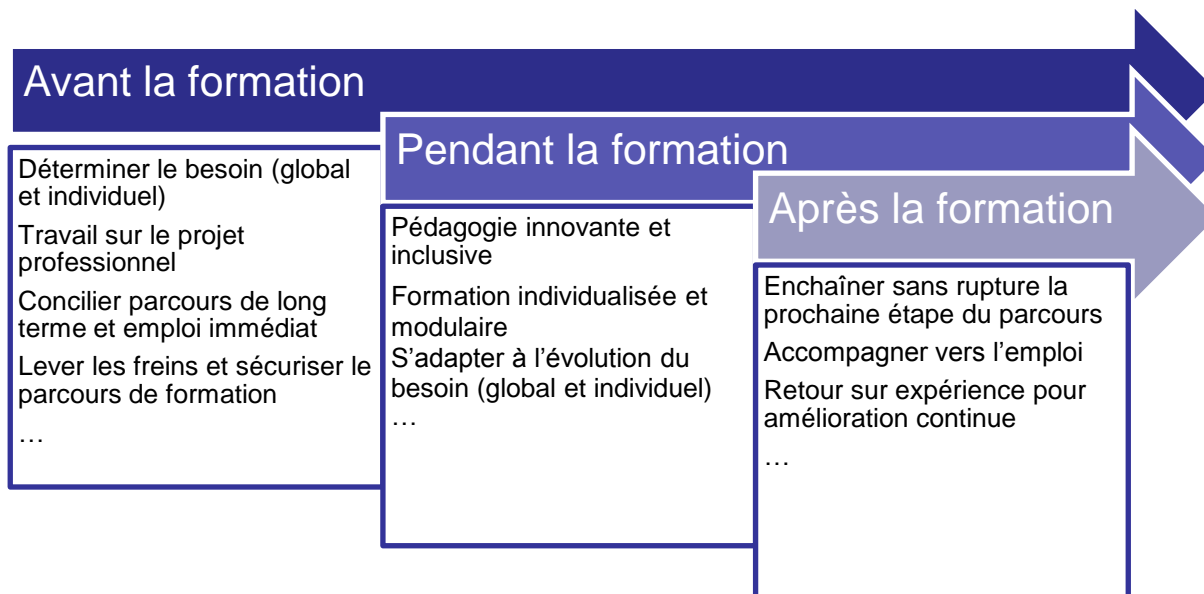 Avant la formation
Déterminer le besoin (global
et individuel)
Travail sur le projet
professionnel
Concilier parcours de long
terme et emploi immédiat
Lever les freins et sécuriser le
parcours de formation
…
Pendant la formation
Pédagogie innovante et
inclusive
Formation individualisée et
modulaire
S’adapter à l’évolution du
besoin (global et individuel)
…
Après la formation
Enchaîner sans rupture la
prochaine étape du parcours
Accompagner vers l’emploi
Retour sur expérience pour
amélioration continue
…